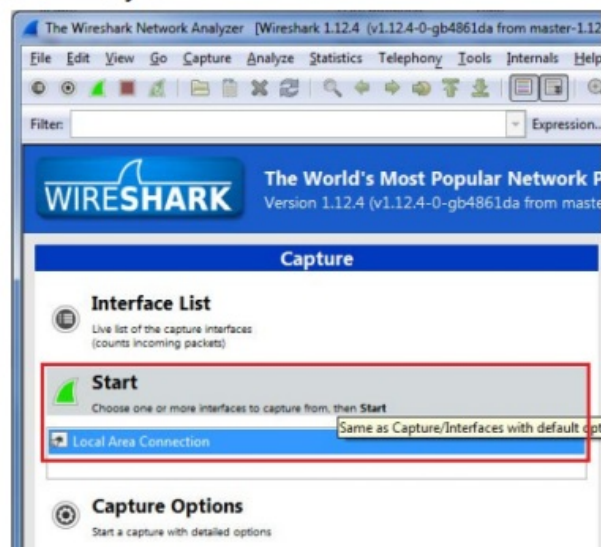 The Wireshark Network Analyzer [Wireshark 1.12.4 (v1.12.4-0-gb4861da from master-1.12
File Edit View Go Capture Analyze Statistics Telephony Tools Internals Help
Filter: Expression...
WIRESHARK
The World's Most Popular Network P
Version 1.12.4 (v1.12.4-0-gb4861da from maste
Capture
Interface List
Live list of the capture interfaces
(counts incoming packets)
Start
Choose one or more interfaces to capture from, then Start
Same as Capture/Interfaces with default opt
Local Area Connection
Capture Options
Start a capture with detailed options